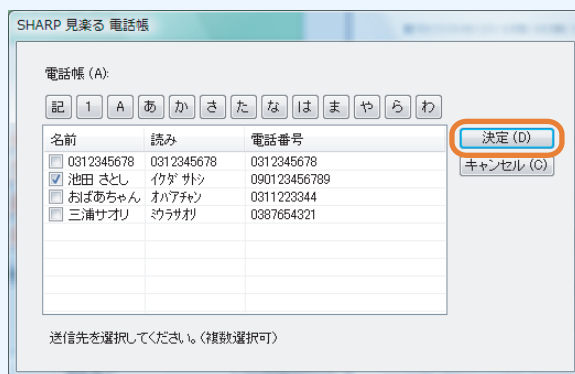 SHARP 見楽る 電話帳
電話帳 (A):
記 1 A あ か さ た な は ま や ら わ
名前 読み 電話番号
0312345678 0312345678 0312345678
池田 さとし イケダ サトシ 090123456789
おばあちゃん オバアチャン 0311223344
三浦サオリ ミウラサオリ 0387654321
決定(D)
キャンセル(C)
送信先を選択してください。(複数選択可)